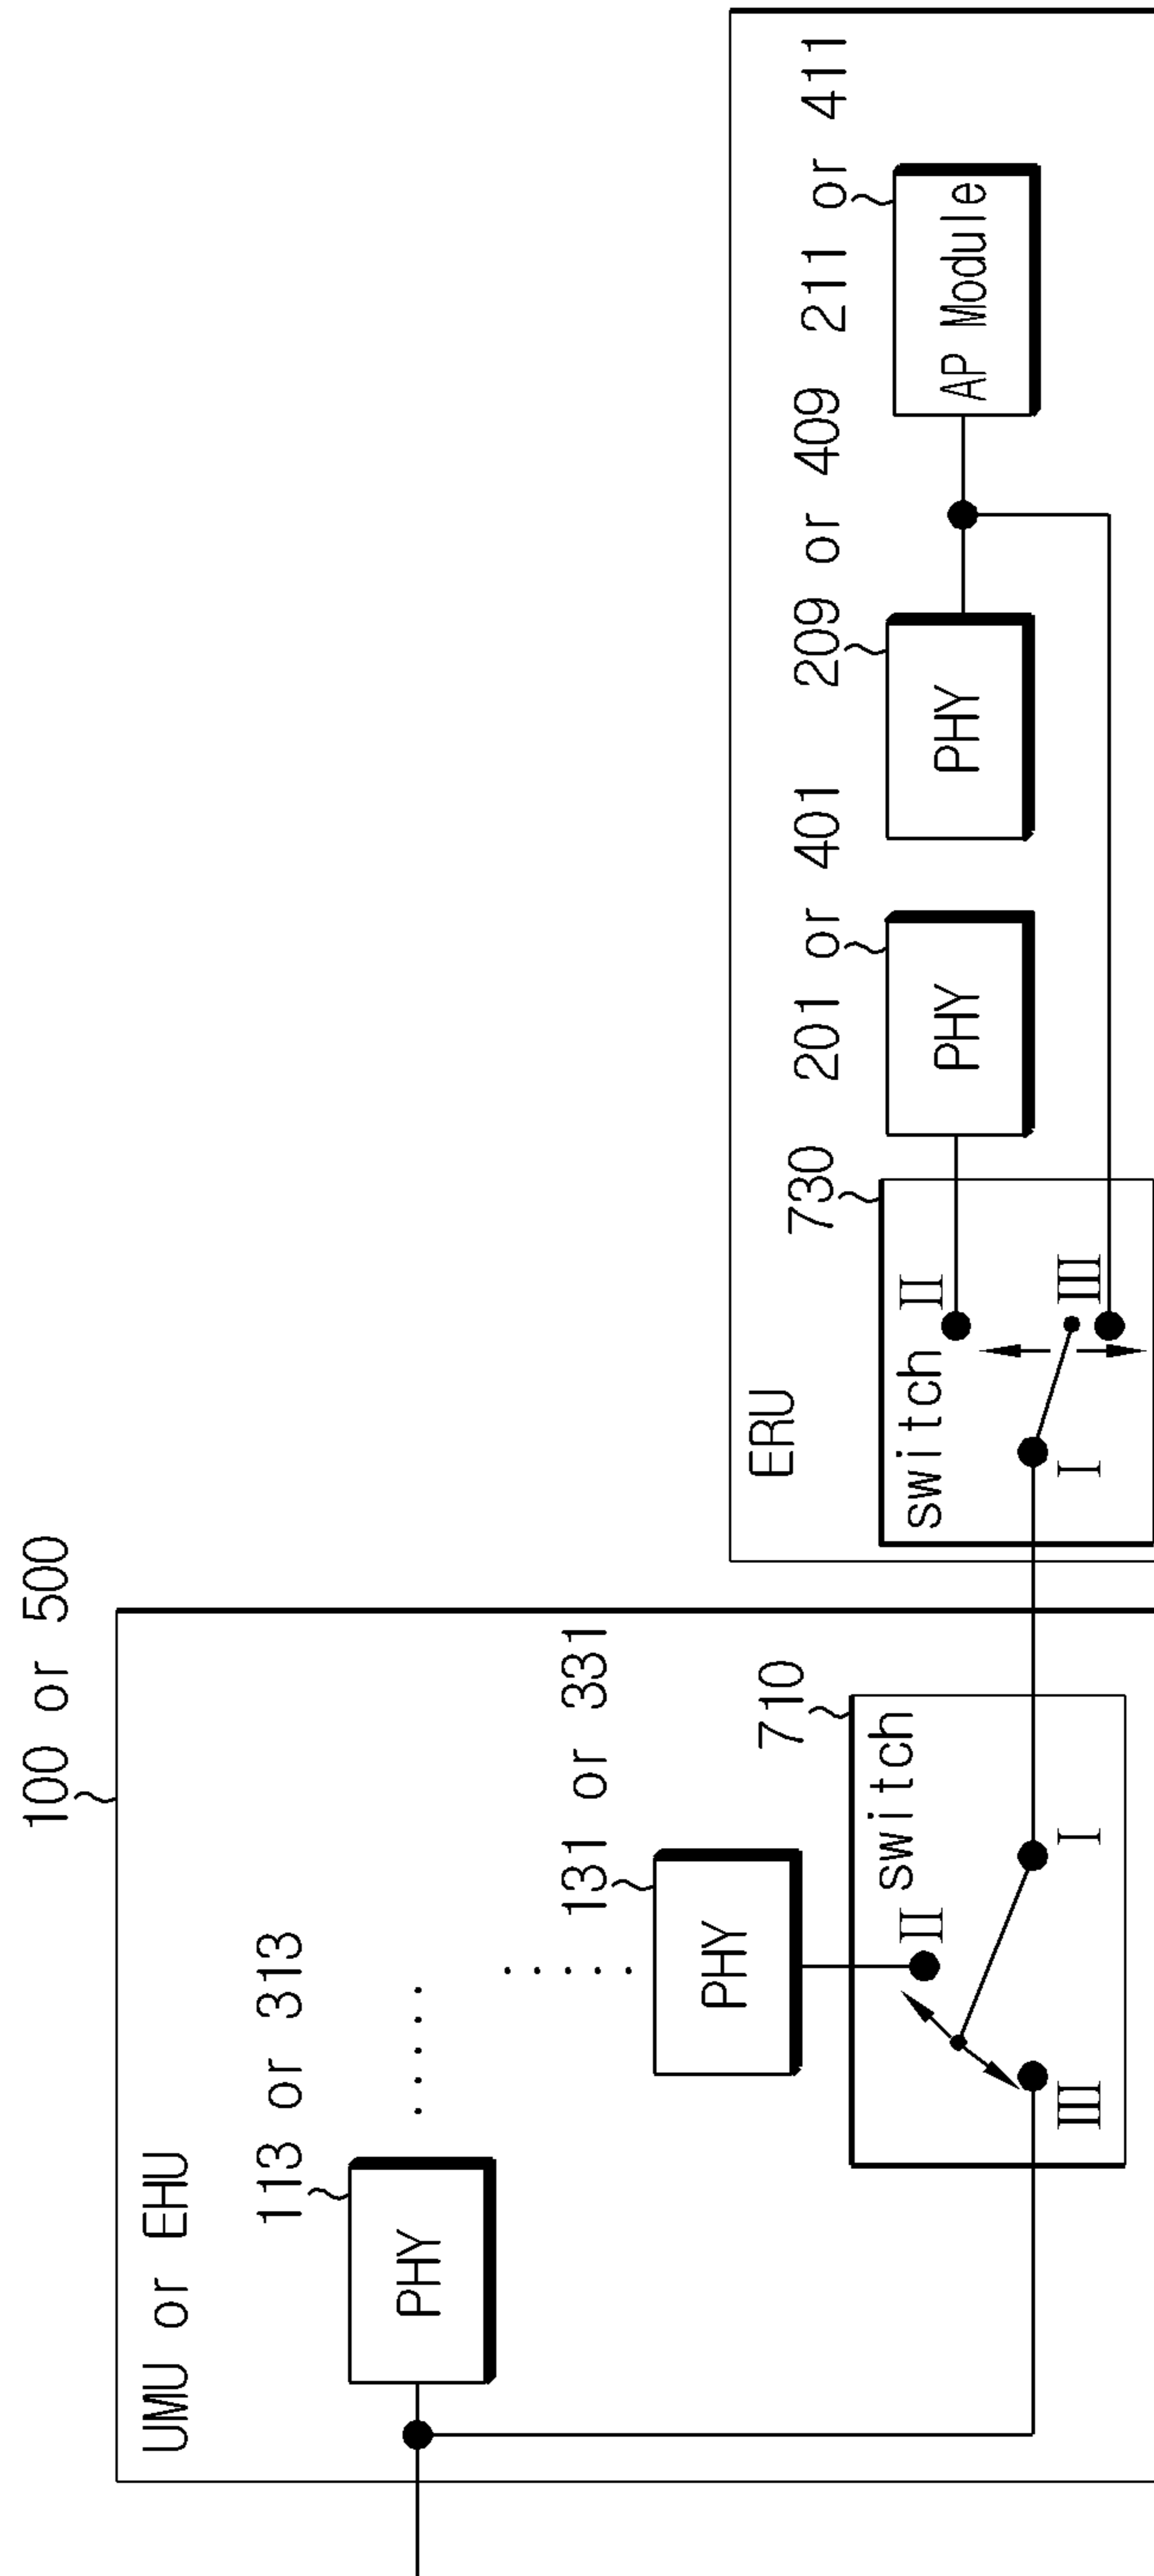 100 or 500
UMU or EHU
113 or 313
PHY
131 or 331
PHY
710
switch
II
III
I
ERU
730
switch
II
I
III
201 or 401
PHY
209 or 409
PHY
211 or 411
AP Module